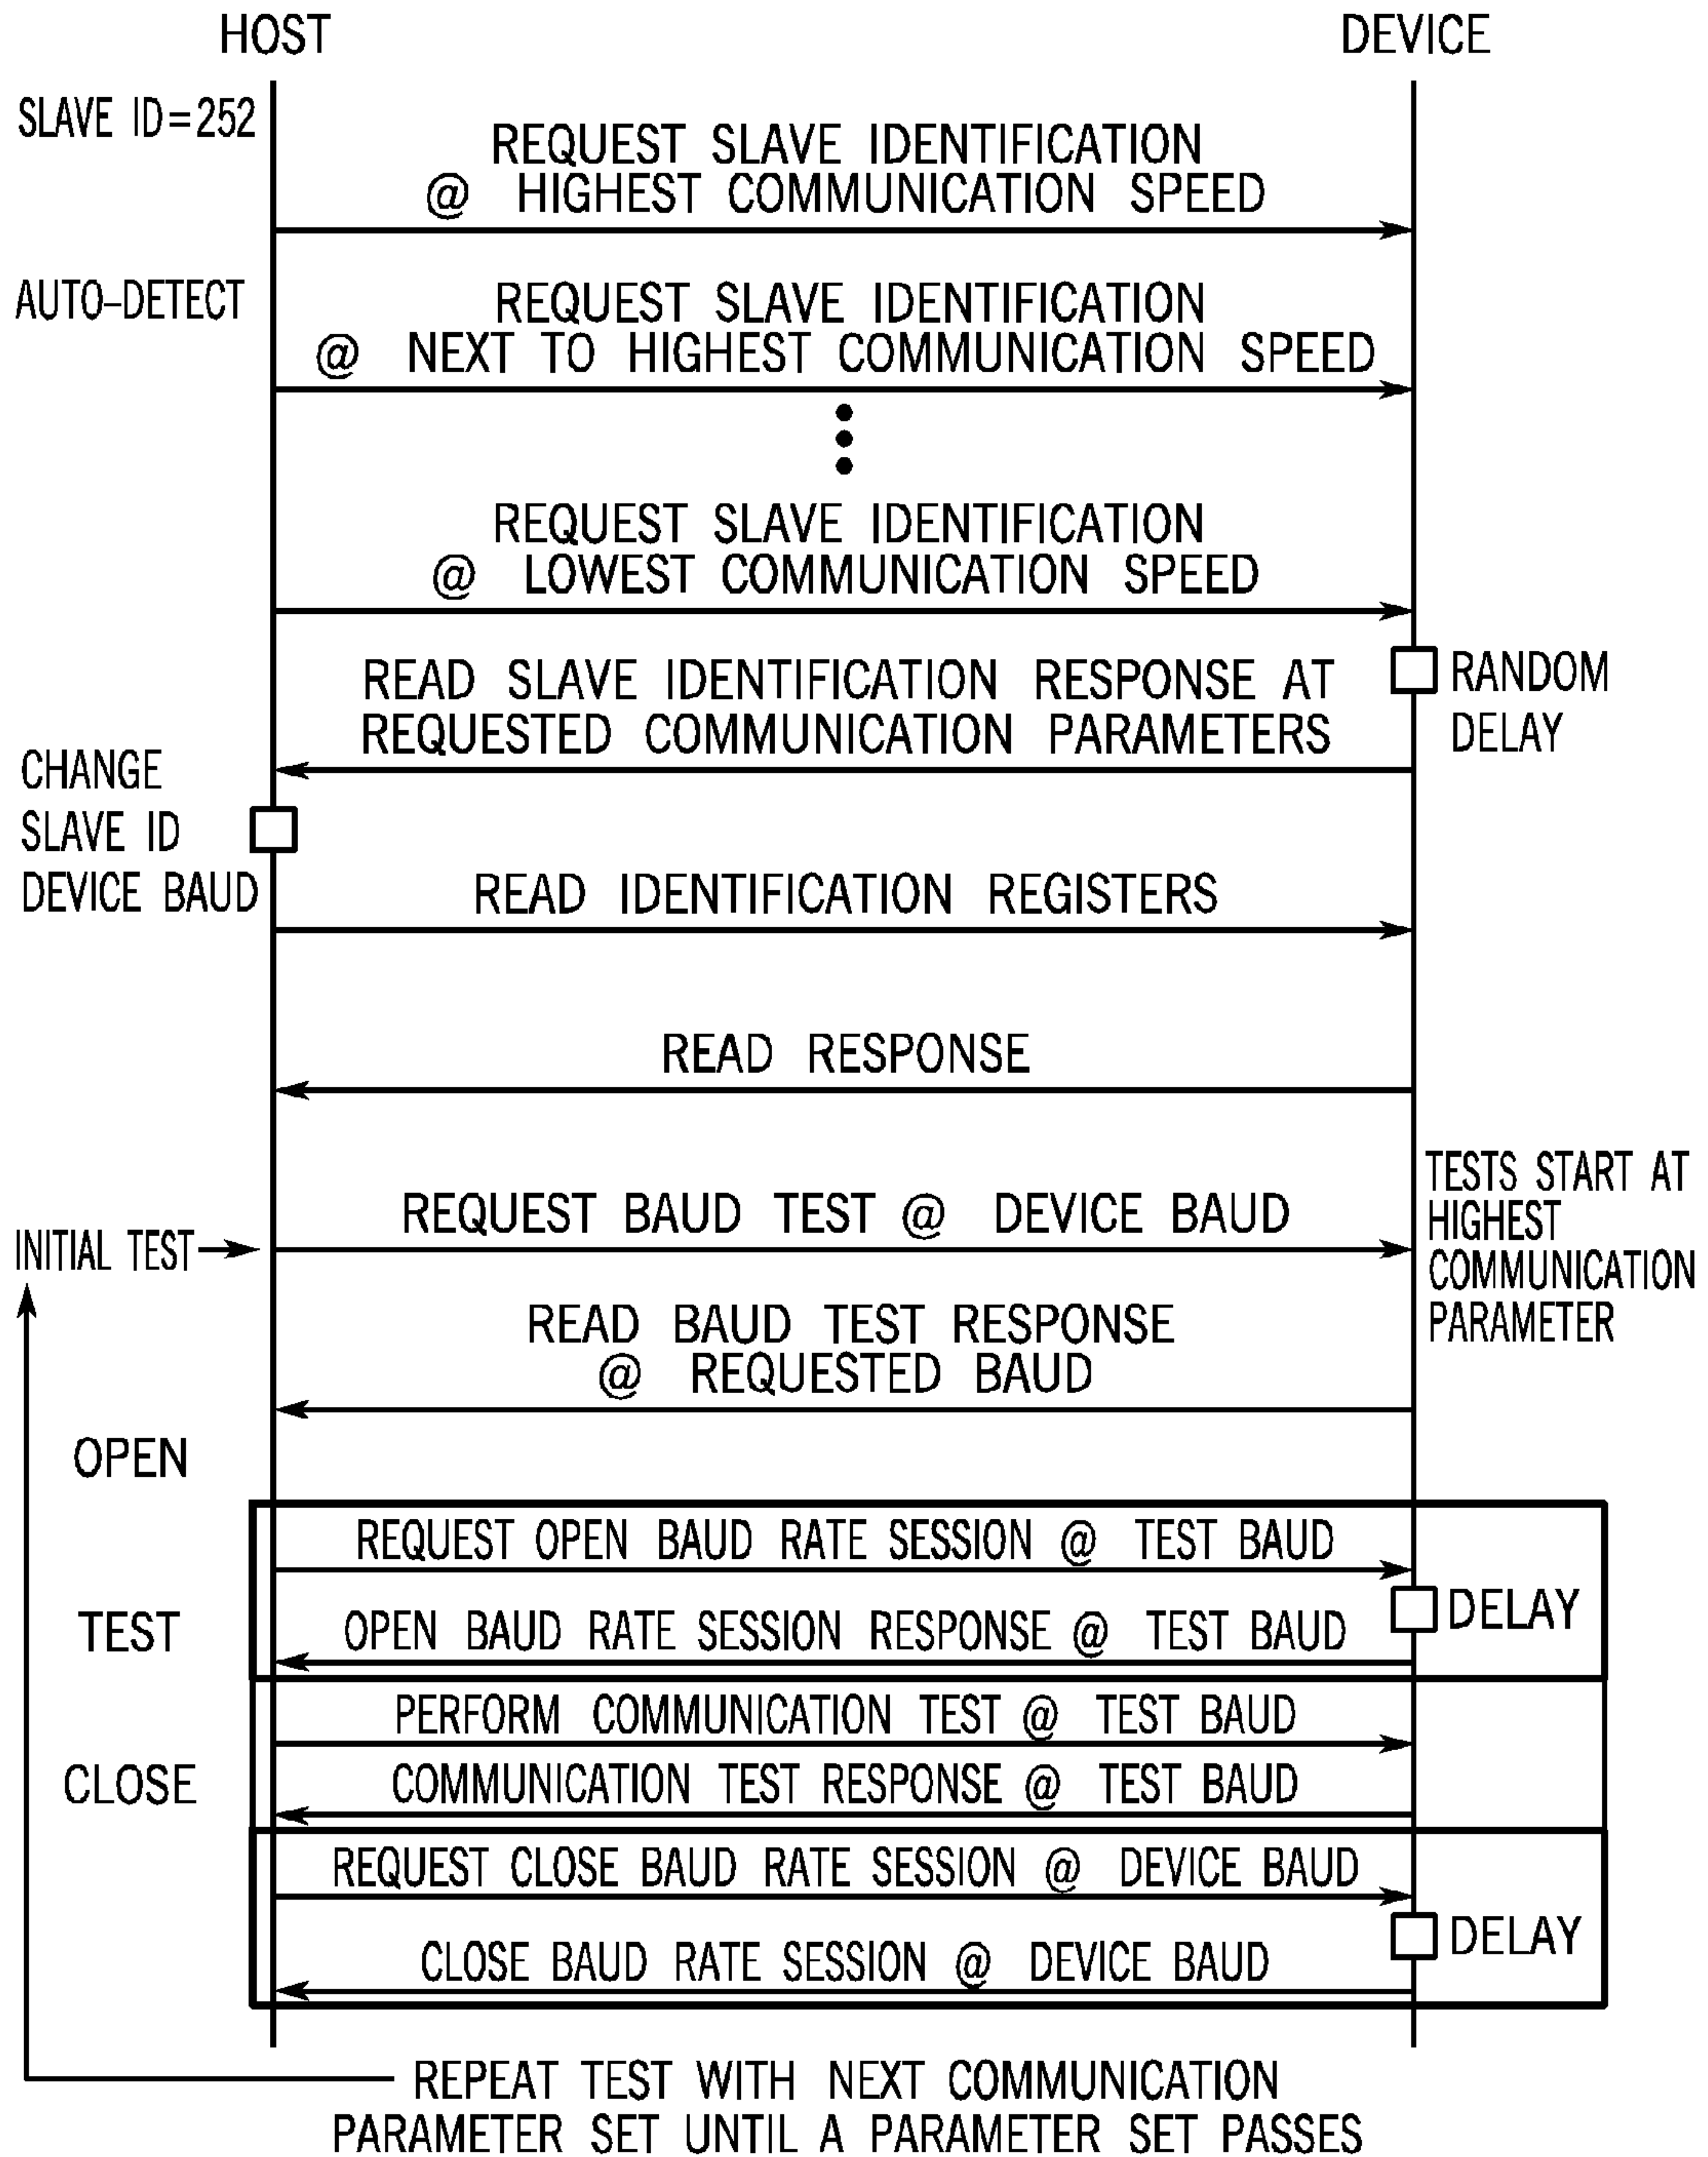 HOST
DEVICE
SLAVE ID=252
REQUEST SLAVE IDENTIFICATION
@ HIGHEST COMMUNICATION SPEED
AUTO-DETECT
REQUEST SLAVE IDENTIFICATION
@ NEXT TO HIGHEST COMMUNICATION SPEED
REQUEST SLAVE IDENTIFICATION
@ LOWEST COMMUNICATION SPEED
READ SLAVE IDENTIFICATION RESPONSE AT
REQUESTED COMMUNICATION PARAMETERS
RANDOM
DELAY
CHANGE
SLAVE ID
DEVICE BAUD
READ IDENTIFICATION REGISTERS
READ RESPONSE
TESTS START AT
HIGHEST
COMMUNICATION
PARAMETER
INITIAL TEST
REQUEST BAUD TEST @ DEVICE BAUD
READ BAUD TEST RESPONSE
@ REQUESTED BAUD
OPEN
REQUEST OPEN BAUD RATE SESSION @ TEST BAUD
DELAY
TEST
OPEN BAUD RATE SESSION RESPONSE @ TEST BAUD
PERFORM COMMUNICATION TEST @ TEST BAUD
CLOSE
COMMUNICATION TEST RESPONSE @ TEST BAUD
REQUEST CLOSE BAUD RATE SESSION @ DEVICE BAUD
DELAY
CLOSE BAUD RATE SESSION @ DEVICE BAUD
REPEAT TEST WITH NEXT COMMUNICATION
PARAMETER SET UNTIL A PARAMETER SET PASSES